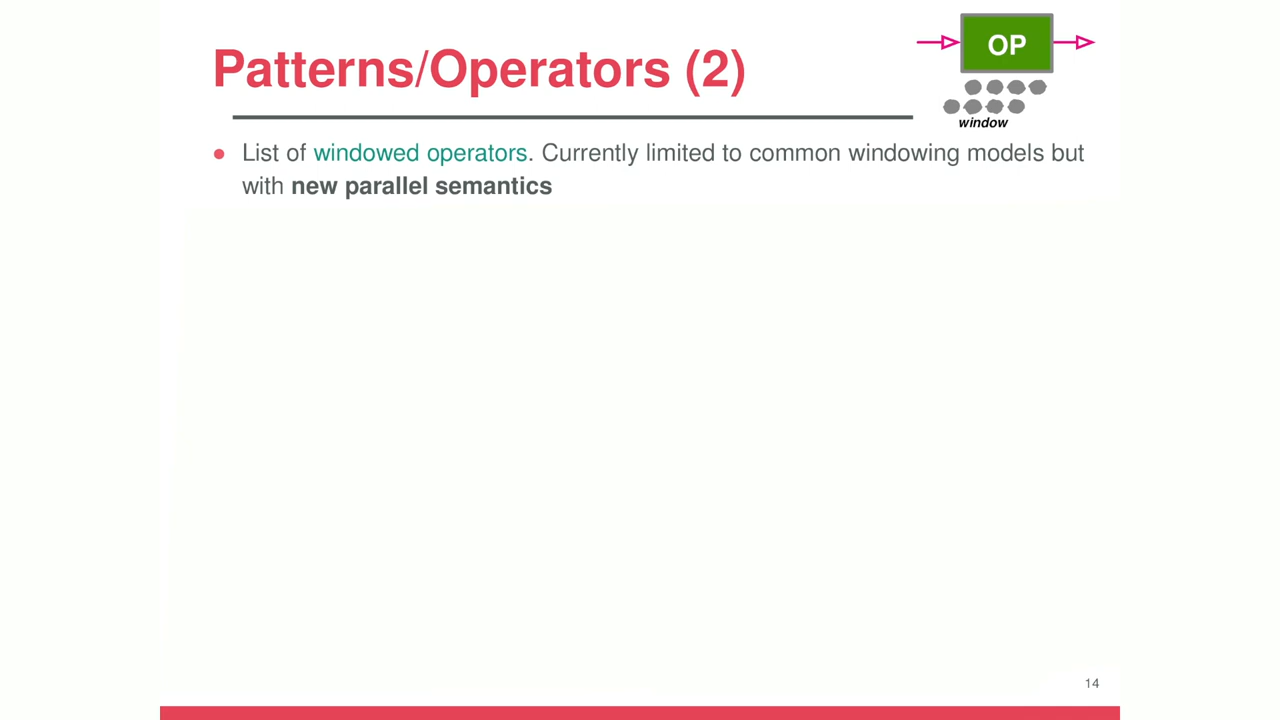 Patterns/Operators (2)
OP
window
● List of windowed operators. Currently limited to common windowing models but
with new parallel semantics
14